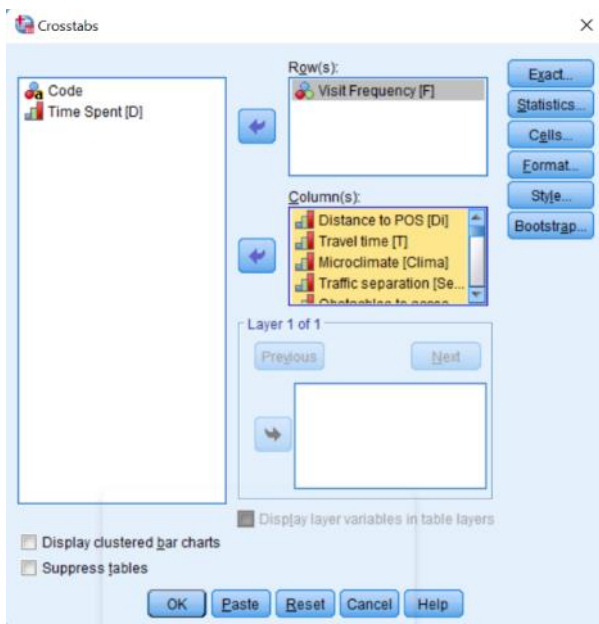 Crosstabs
Code
Time Spent [D]
Row(s):
Visit Frequency [F]
Column(s):
Distance to POS [Di]
Travel time [T]
Microclimate [Clima]
Traffic separation [Se...
Layer 1 of 1
Previous
Next
Display layer variables in table layers
Exact...
Statistics...
Cells...
Format...
Style...
Bootstrap...
Display clustered bar charts
Suppress tables
OK
Paste
Reset
Cancel
Help